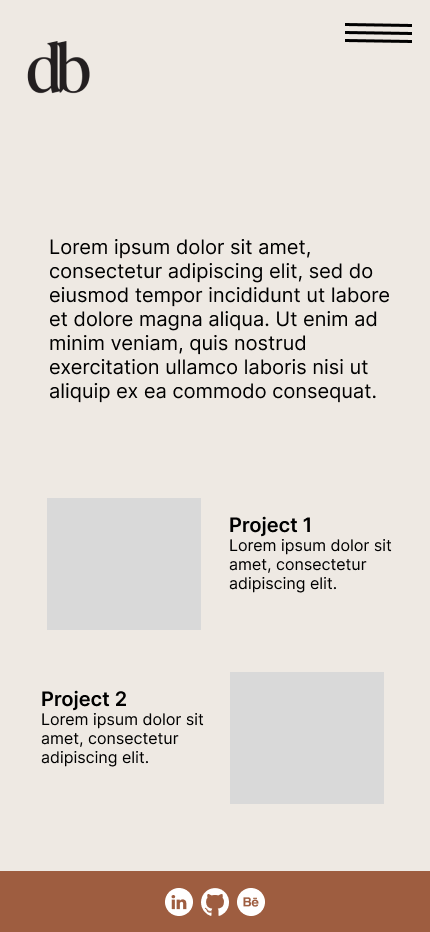 db
Lorem ipsum dolor sit amet,
consectetur adipiscing elit, sed do
eiusmod tempor incididunt ut labore
et dolore magna aliqua. Ut enim ad
minim veniam, quis nostrud
exercitation ullamco laboris nisi ut
aliquip ex ea commodo consequat.
Project 1
Lorem ipsum dolor sit
amet, consectetur
adipiscing elit.
Project 2
Lorem ipsum dolor sit
amet, consectetur
adipiscing elit.
in
Bē